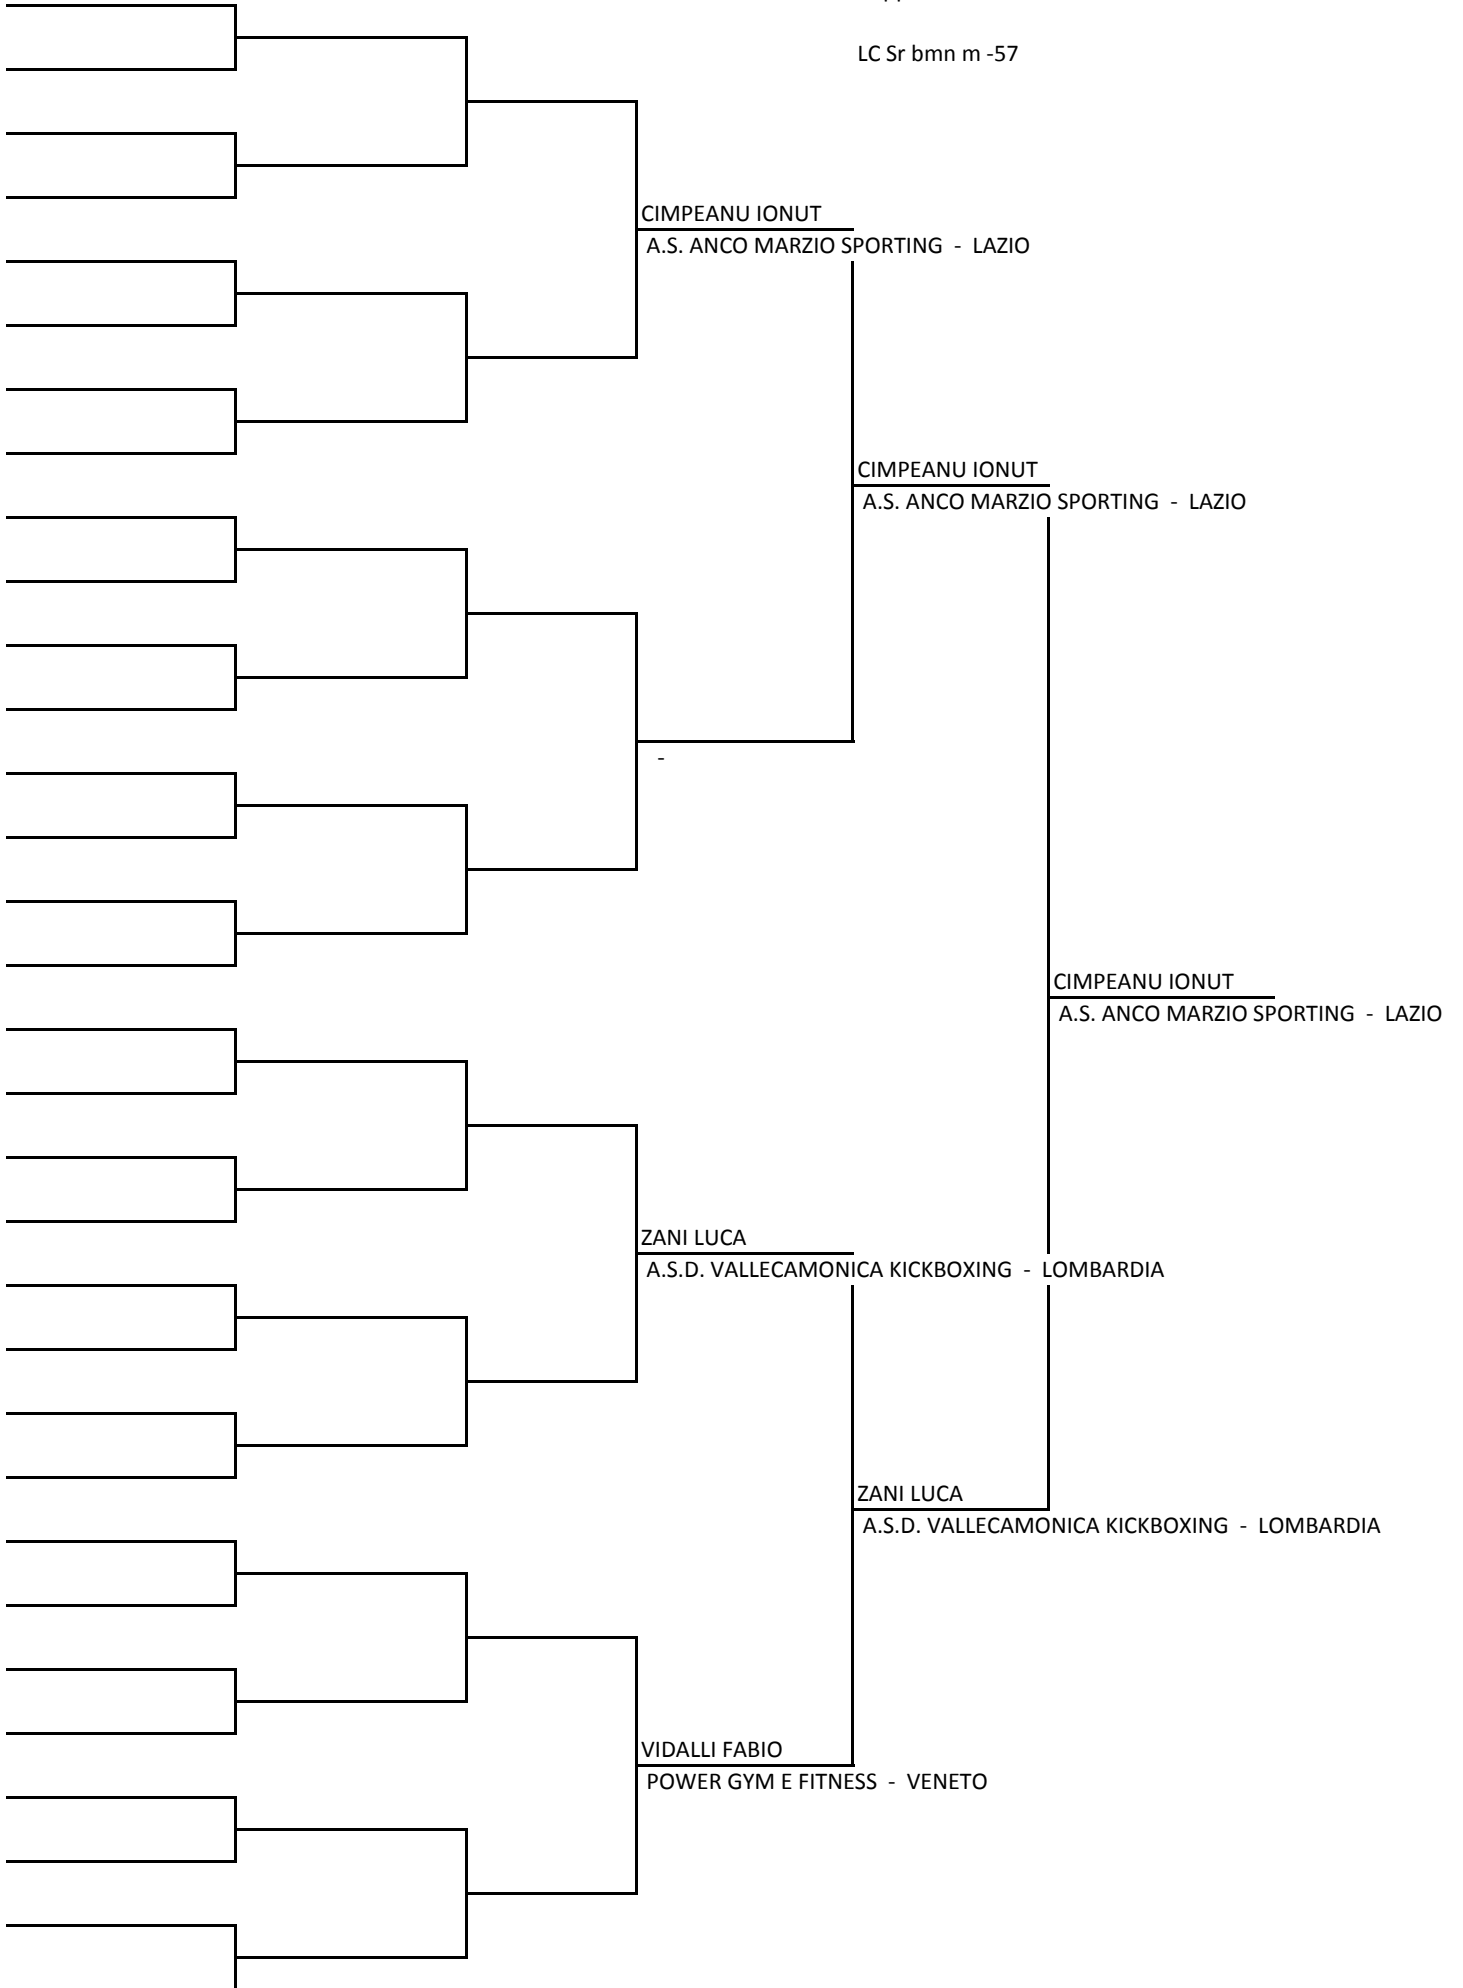 LC Sr bmn m -57
CIMPEANU IONUT
A.S. ANCO MARZIO SPORTING - LAZIO
CIMPEANU IONUT
A.S. ANCO MARZIO SPORTING - LAZIO
-
CIMPEANU IONUT
A.S. ANCO MARZIO SPORTING - LAZIO
ZANI LUCA
A.S.D. VALLECAMONICA KICKBOXING - LOMBARDIA
ZANI LUCA
A.S.D. VALLECAMONICA KICKBOXING - LOMBARDIA
VIDALLI FABIO
POWER GYM E FITNESS - VENETO